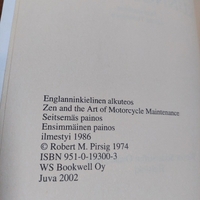 Englanninkielinen alkuteos
Zen and the Art of Motorcycle Maintenance
Seitsemäs painos
Ensimmäinen painos
ilmestyi 1986
© Robert M. Pirsig 1974
ISBN 951-0-19300-3
WS Bookwell Oy
Juva 2002